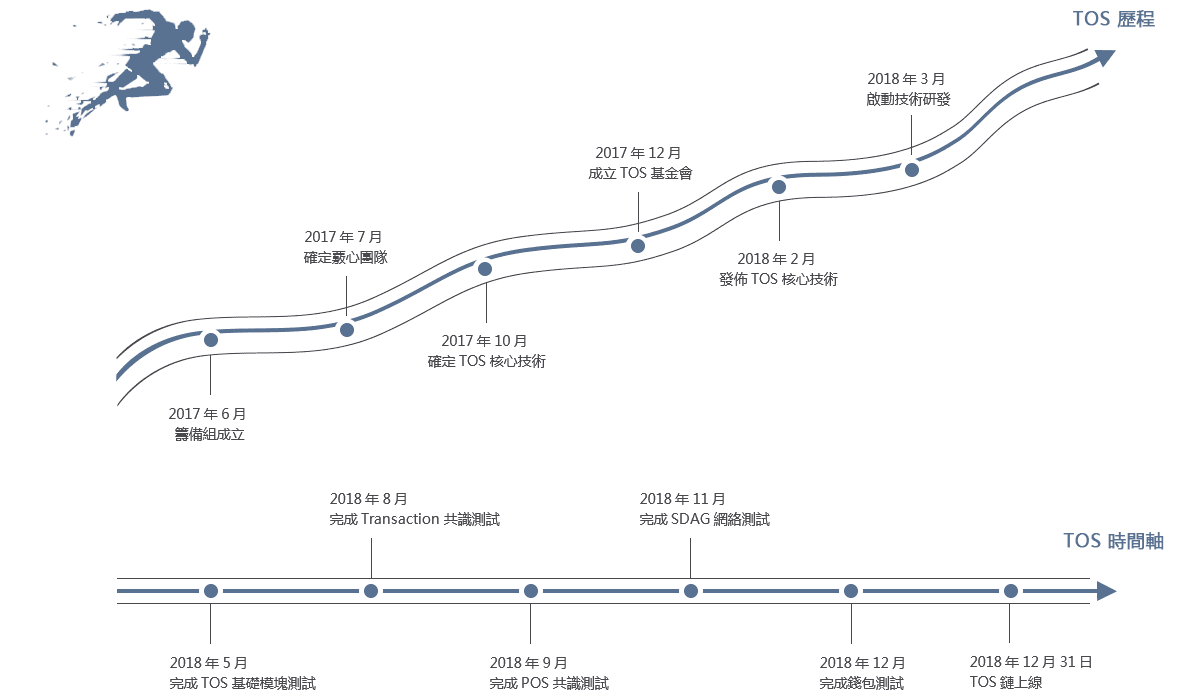 TOS 歷程
2018 年 3 月
啟動技術研發
2017 年 12 月
成立 TOS 基金會
2017 年 7 月
確定覈心團隊
2018 年 2 月
發佈 TOS 核心技術
2017 年 10 月
確定 TOS 核心技術
2017 年 6 月
籌備組成立
2018 年 8 月
完成 Transaction 共識測試
2018 年 11 月
完成 SDAG 網絡測試
TOS 時間軸
2018 年 5 月
完成 TOS 基礎模塊測試
2018 年 9 月
完成 POS 共識測試
2018 年 12 月
完成錢包測試
2018 年 12 月 31 日
TOS 鏈上線